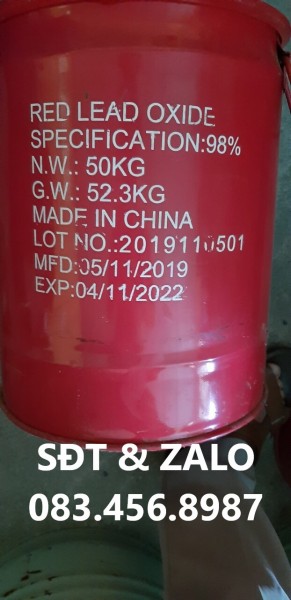 RED LEAD OXIDE
SPECIFICATION:98%
N.W.: 50KG
G.W.: 52.3KG
MADE IN CHINA
LOT NO.:2019110501
MFD:05/11/2019
EXP:04/11/2022
SĐT & ZALO
083.456.8987